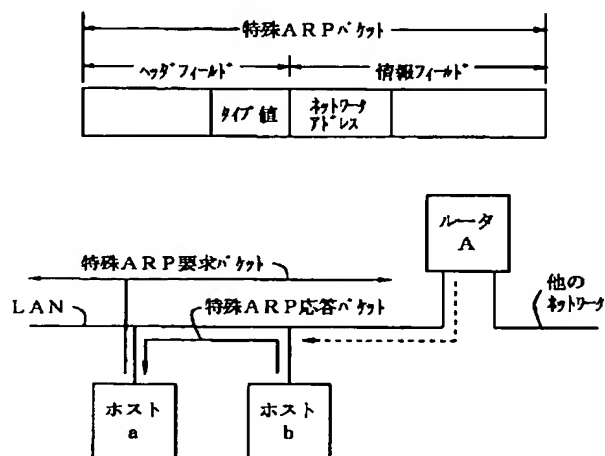 特殊ARPパケット
ヘッダフィールド
情報フィールド
タイプ値
ネットワーク
アドレス
ルータ
A
特殊ARP要求パケット
他の
ネットワーク
LAN
特殊ARP応答パケット
ホスト
a
ホスト
b